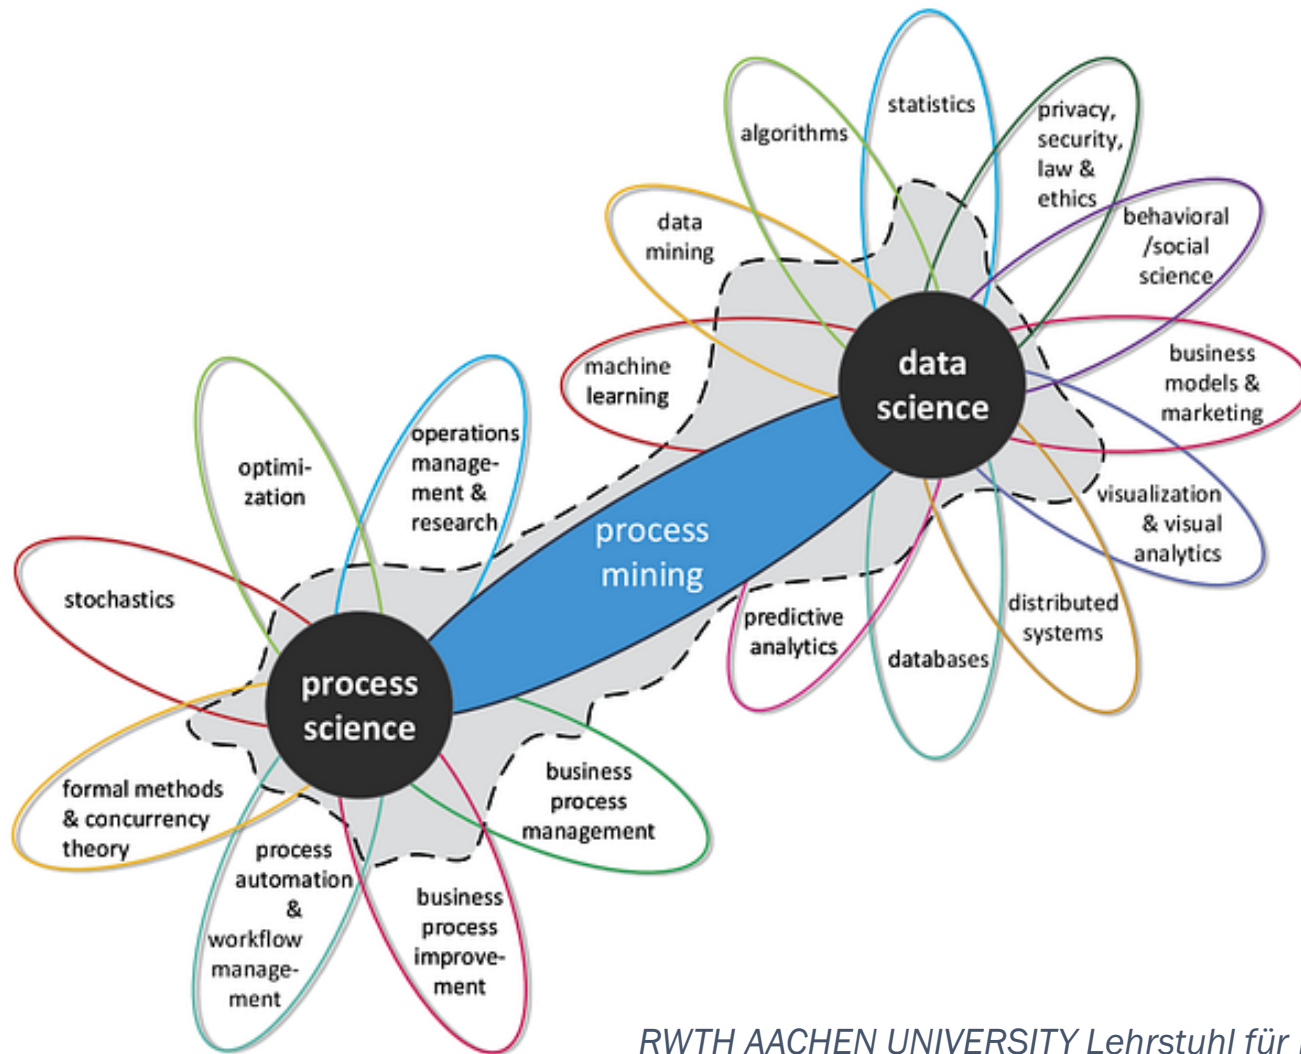 statistics
algorithms
privacy,
security,
law &
ethics
data
mining
behavioral
/social
science
machine
learning
data
science
business
models &
marketing
operations
manage-
ment &
research
optimi-
zation
process
mining
visualization
& visual
analytics
stochastics
predictive
analytics
databases
distributed
systems
process
science
formal methods
& concurrency
theory
business
process
management
process
automation
&
workflow
manage-
ment
business
process
improve-
ment
RWTH AACHEN UNIVERSITY Lehrstuhl für